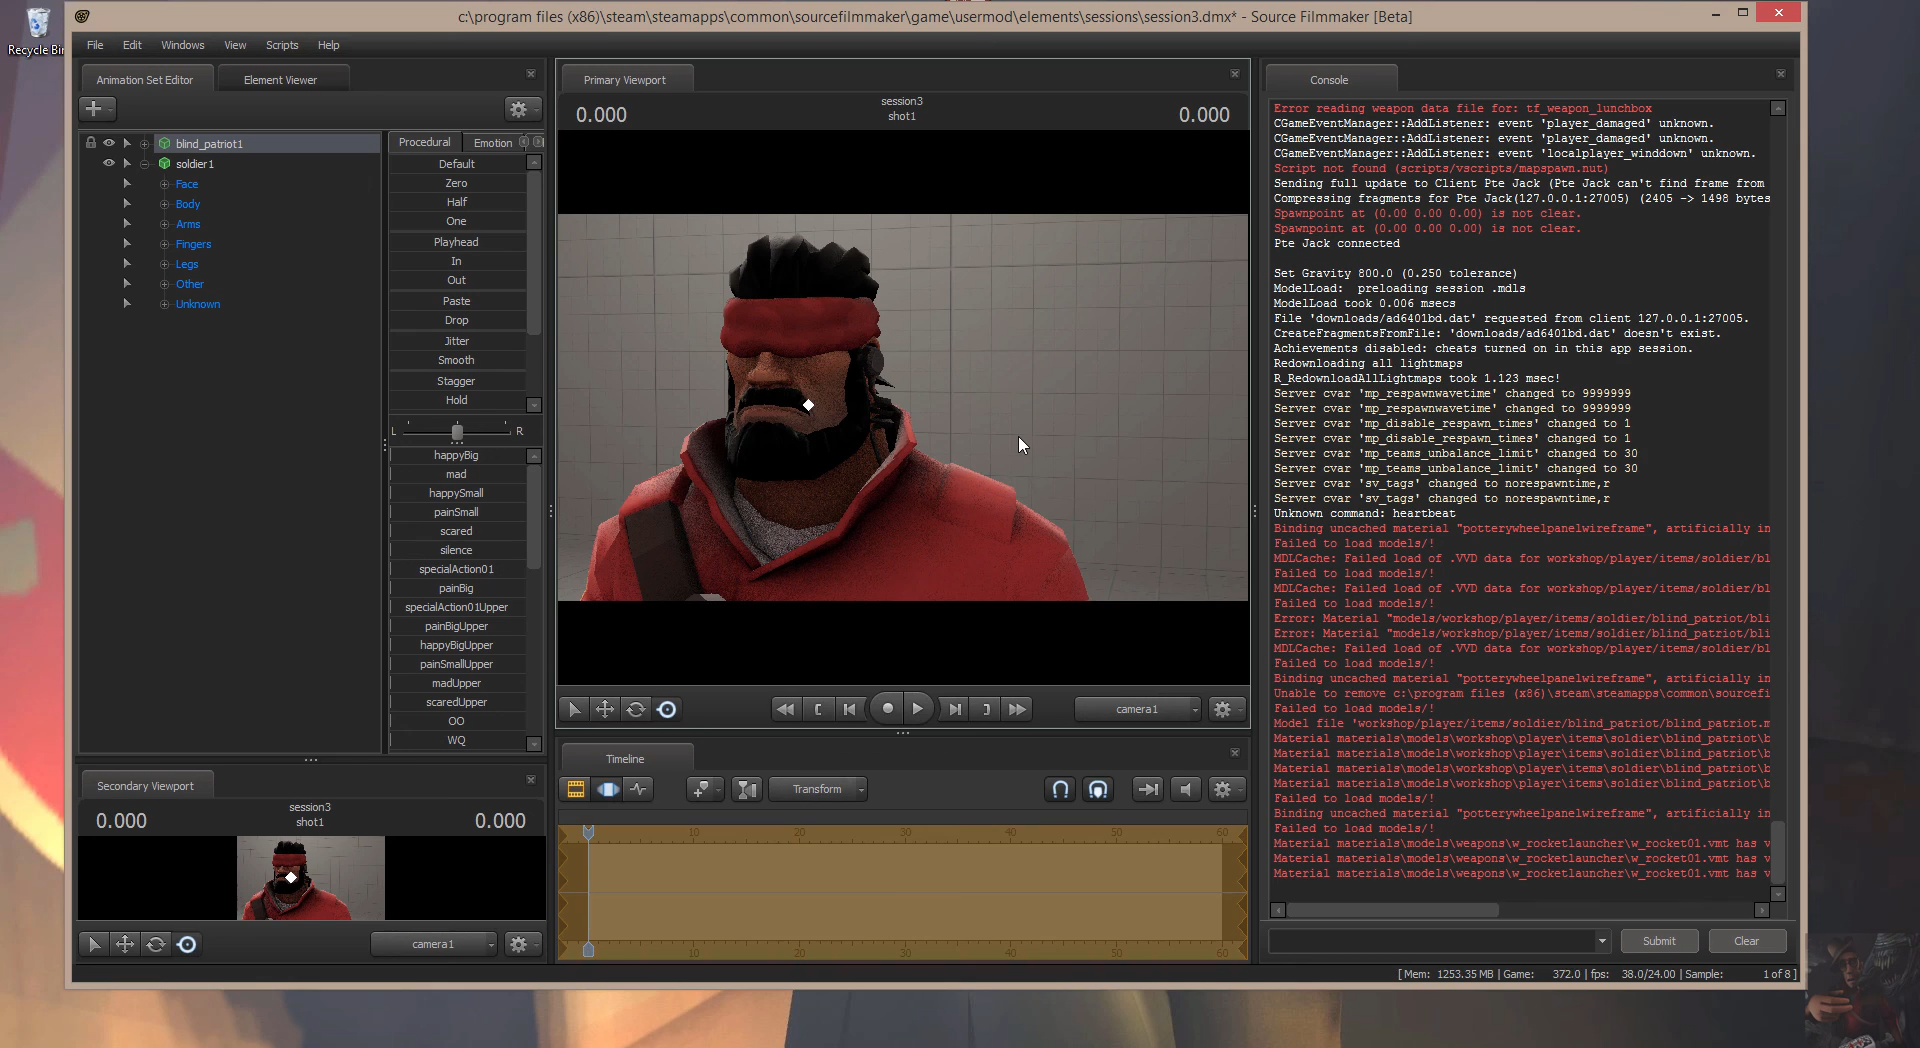 Recycle Bin
c:\program files (x86)\steam\steamapps\common\sourcefilmmaker\game\usermod\elements\sessions\session3.dmx* - Source Filmmaker [Beta]
File Edit Windows View Scripts Help
Animation Set Editor
Element Viewer
blind_patriot1
soldier1
Face
Body
Arms
Fingers
Legs
Other
Unknown
Procedural
Emotion
Default
Zero
Half
One
Playhead
In
Out
Paste
Drop
Jitter
Smooth
Stagger
Hold
L
R
happyBig
mad
happySmall
painSmall
scared
silence
specialAction01
painBig
specialAction01Upper
painBigUpper
happyBigUpper
painSmallUpper
madUpper
scaredUpper
OO
WQ
Secondary Viewport
session3
shot1
0.000
0.000
camera1
Primary Viewport
session3
shot1
0.000
0.000
camera1
Timeline
Transform
10 20 30 40 50 60
10 20 30 40 50 60
Console
Error reading weapon data file for: tf_weapon_lunchbox
CGameEventManager::AddListener: event 'player_damaged' unknown.
CGameEventManager::AddListener: event 'player_damaged' unknown.
CGameEventManager::AddListener: event 'localplayer_winddown' unknown.
Script not found (scripts/vscripts/mapspawn.nut)
Sending full update to Client Pte Jack (Pte Jack can't find frame from
Compressing fragments for Pte Jack(127.0.0.1:27005) (2405 -> 1498 bytes
Spawnpoint at (0.00 0.00 0.00) is not clear.
Spawnpoint at (0.00 0.00 0.00) is not clear.
Pte Jack connected
Set Gravity 800.0 (0.250 tolerance)
ModelLoad:  preloading session .mdls
ModelLoad took 0.006 msecs
File 'downloads/ad6401bd.dat' requested from client 127.0.0.1:27005.
CreateFragmentsFromFile: 'downloads/ad6401bd.dat' doesn't exist.
Achievements disabled: cheats turned on in this app session.
Redownloading all lightmaps
R_RedownloadAllLightmaps took 1.123 msec!
Server cvar 'mp_respawnwavetime' changed to 9999999
Server cvar 'mp_respawnwavetime' changed to 9999999
Server cvar 'mp_disable_respawn_times' changed to 1
Server cvar 'mp_disable_respawn_times' changed to 1
Server cvar 'mp_teams_unbalance_limit' changed to 30
Server cvar 'mp_teams_unbalance_limit' changed to 30
Server cvar 'sv_tags' changed to norespawntime,r
Server cvar 'sv_tags' changed to norespawntime,r
Unknown command: heartbeat
Binding uncached material "potterywheelpanelwireframe", artificially in
Failed to load models/!
MDLCache: Failed load of .VVD data for workshop/player/items/soldier/bl
Failed to load models/!
MDLCache: Failed load of .VVD data for workshop/player/items/soldier/bl
Failed to load models/!
Error: Material "models/workshop/player/items/soldier/blind_patriot/bli
Error: Material "models/workshop/player/items/soldier/blind_patriot/bli
MDLCache: Failed load of .VVD data for workshop/player/items/soldier/bl
Failed to load models/!
Binding uncached material "potterywheelpanelwireframe", artificially in
Unable to remove c:\program files (x86)\steam\steamapps\common\sourcefi
Failed to load models/!
Model file 'workshop/player/items/soldier/blind_patriot/blind_patriot.m
Material materials\models\workshop\player\items\soldier\blind_patriot\b
Material materials\models\workshop\player\items\soldier\blind_patriot\b
Material materials\models\workshop\player\items\soldier\blind_patriot\b
Material materials\models\workshop\player\items\soldier\blind_patriot\b
Failed to load models/!
Binding uncached material "potterywheelpanelwireframe", artificially in
Failed to load models/!
Material materials\models\weapons\w_rocketlauncher\w_rocket01.vmt has v
Material materials\models\weapons\w_rocketlauncher\w_rocket01.vmt has v
Material materials\models\weapons\w_rocketlauncher\w_rocket01.vmt has v
Submit
Clear
[ Mem: 1253.35 MB | Game: 372.0 | fps: 38.0/24.00 | Sample: 1 of 8 ]